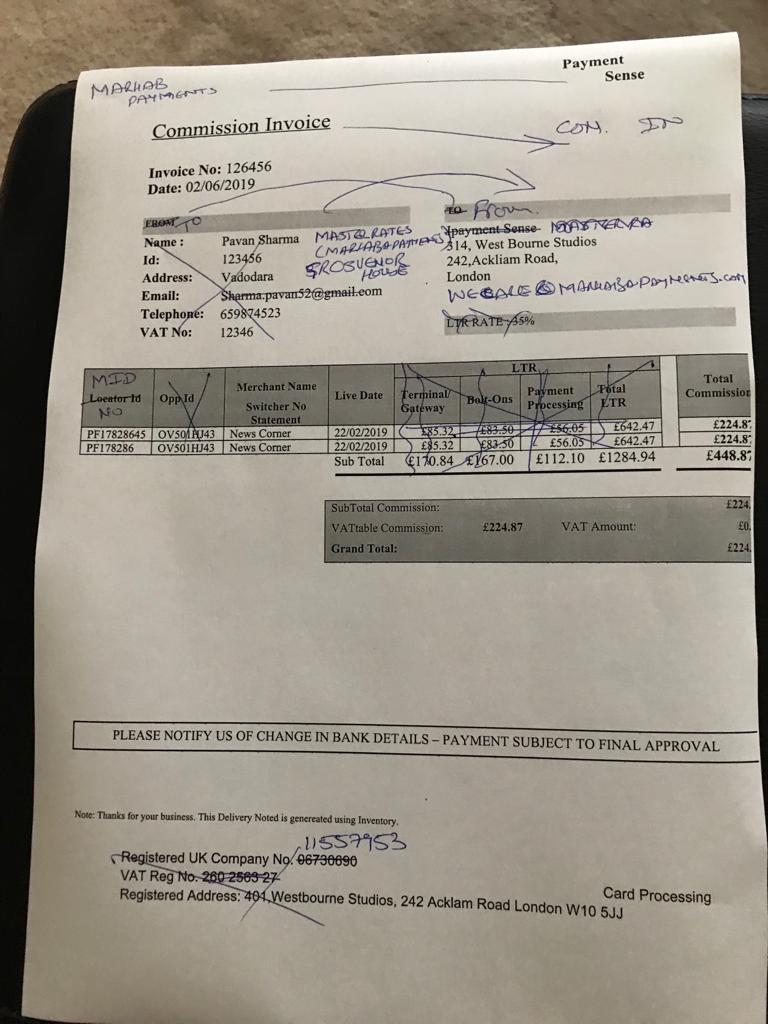 MARHAB
PAYMENTS
Payment
Sense
Commission Invoice
COM. IN
Invoice No: 126456
Date: 02/06/2019
FROM TO
TO From
Name : Pavan Sharma
MASTER RATES
(MARHABA PAYMENTS)
GROSVENOR
HOUSE
Id: 123456
Address: Vadodara
Email: Sharma.pavan52@gmail.com
Telephone: 659874523
VAT No: 12346
payment Sense
314, West Bourne Studios
242,Ackliam Road,
London
WECARE@MARHABAPAYMENTS.COM
LTR RATE -35%
MID
Locator Id
NO
Opp Id
Merchant Name
Switcher No
Statement
Live Date
LTR
Terminal/
Gateway
Bolt-Ons
Payment
Processing
Total
LTR
Total
Commission
PF17828645 OV501HJ43 News Corner 22/02/2019 £85.32 £83.50 £56.05 £642.47 £224.87
PF178286 OV501HJ43 News Corner 22/02/2019 £85.32 £83.50 £56.05 £642.47 £224.87
Sub Total £170.84 £167.00 £112.10 £1284.94 £448.87
SubTotal Commission: £224.
VATtable Commission: £224.87 VAT Amount: £0.
Grand Total: £224.
PLEASE NOTIFY US OF CHANGE IN BANK DETAILS – PAYMENT SUBJECT TO FINAL APPROVAL
Note: Thanks for your business. This Delivery Noted is genereated using Inventory.
11557953
Registered UK Company No. 06730690
VAT Reg No. 260 2563 27
Registered Address: 401,Westbourne Studios, 242 Acklam Road London W10 5JJ
Card Processing